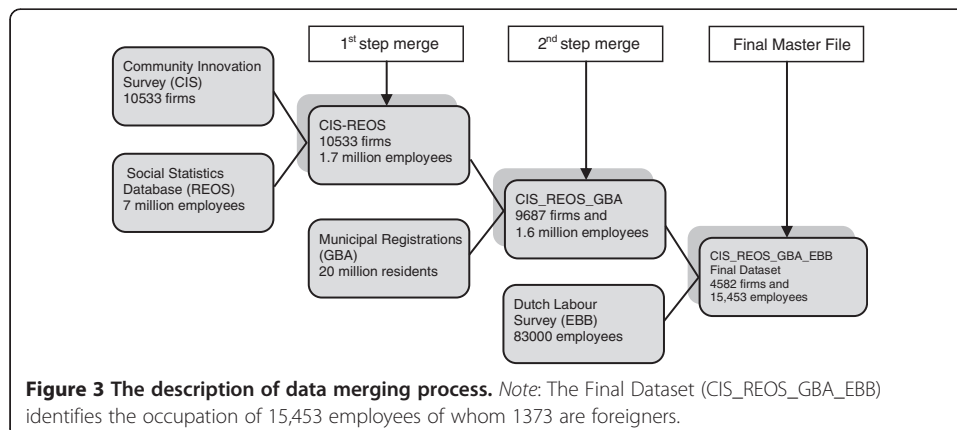 1st step merge
2nd step merge
Final Master File
Community Innovation
Survey (CIS)
10533 firms
CIS-REOS
10533 firms
1.7 million employees
Social Statistics
Database (REOS)
7 million employees
CIS_REOS_GBA
9687 firms and
1.6 million employees
Municipal Registrations
(GBA)
20 million residents
CIS_REOS_GBA_EBB
Final Dataset
4582 firms and
15,453 employees
Dutch Labour
Survey (EBB)
83000 employees
Figure 3 The description of data merging process. Note: The Final Dataset (CIS_REOS_GBA_EBB)
identifies the occupation of 15,453 employees of whom 1373 are foreigners.